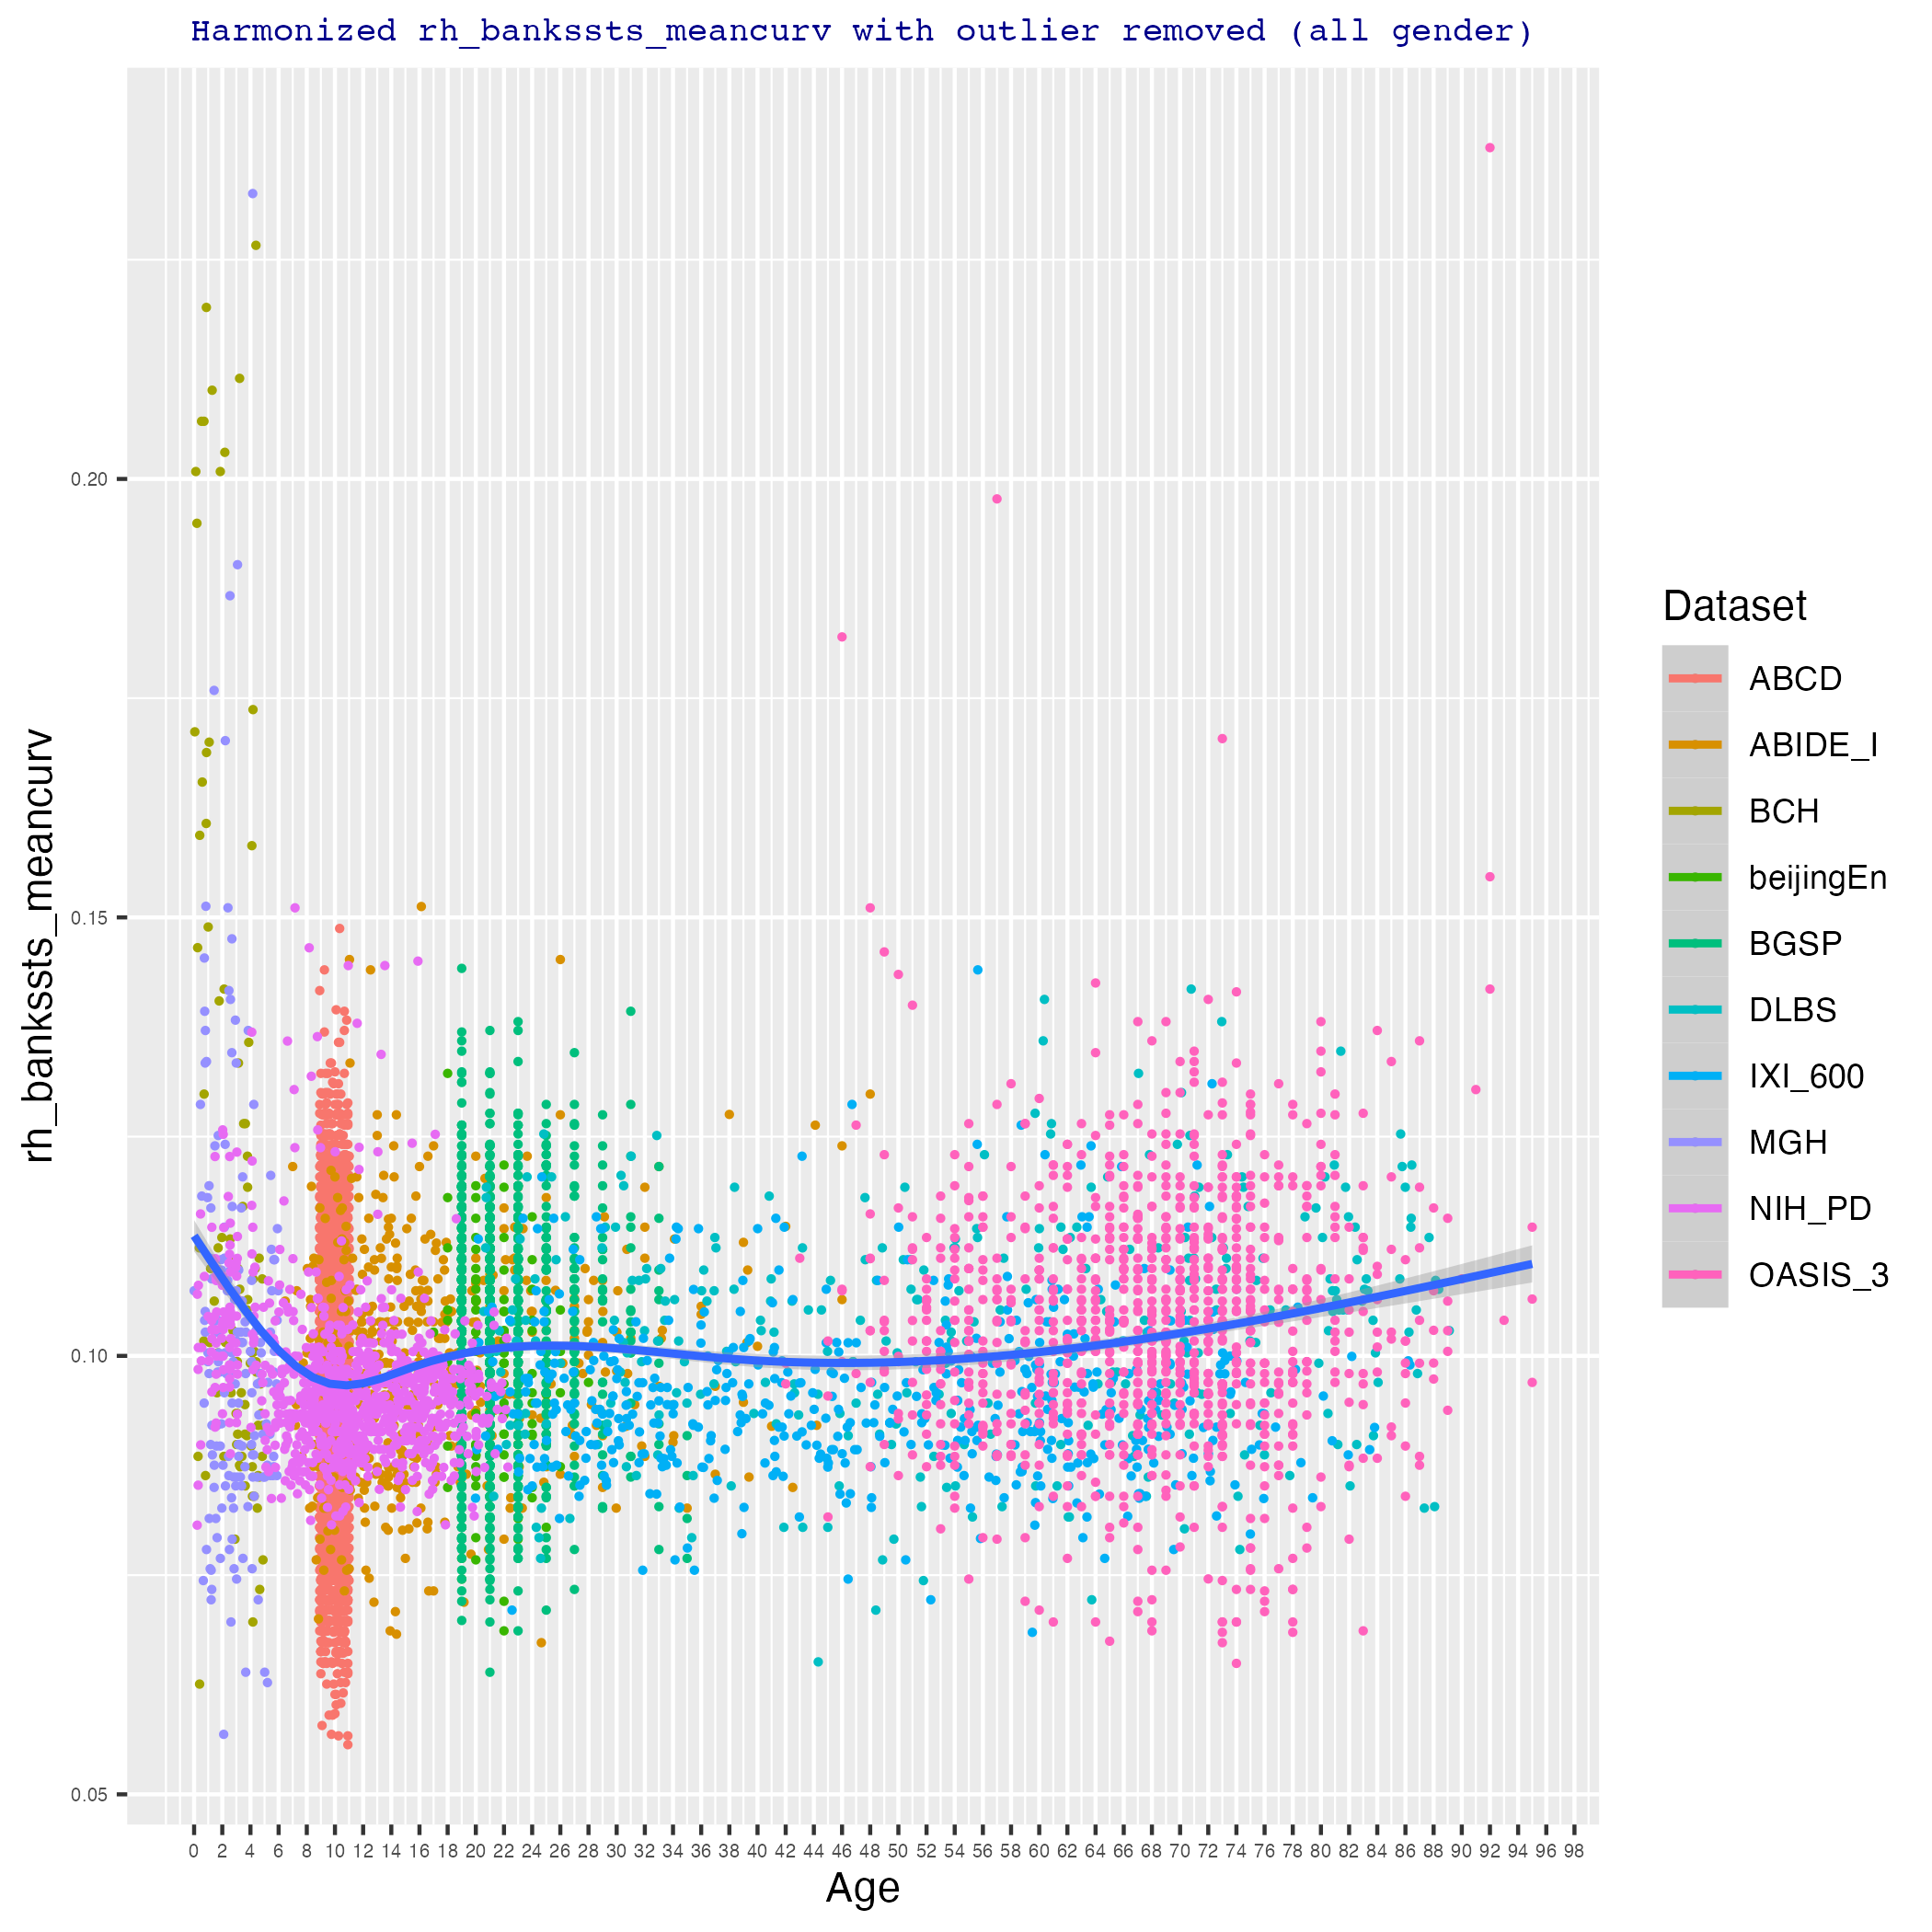 Harmonized rh_bankssts_meancurv with outlier removed (all gender)
rh_bankssts_meancurv
0.20
0.15
0.10
0.05
0 2 4 6 8 10 12 14 16 18 20 22 24 26 28 30 32 34 36 38 40 42 44 46 48 50 52 54 56 58 60 62 64 66 68 70 72 74 76 78 80 82 84 86 88 90 92 94 96 98
Age
Dataset
ABCD
ABIDE_I
BCH
beijingEn
BGSP
DLBS
IXI_600
MGH
NIH_PD
OASIS_3